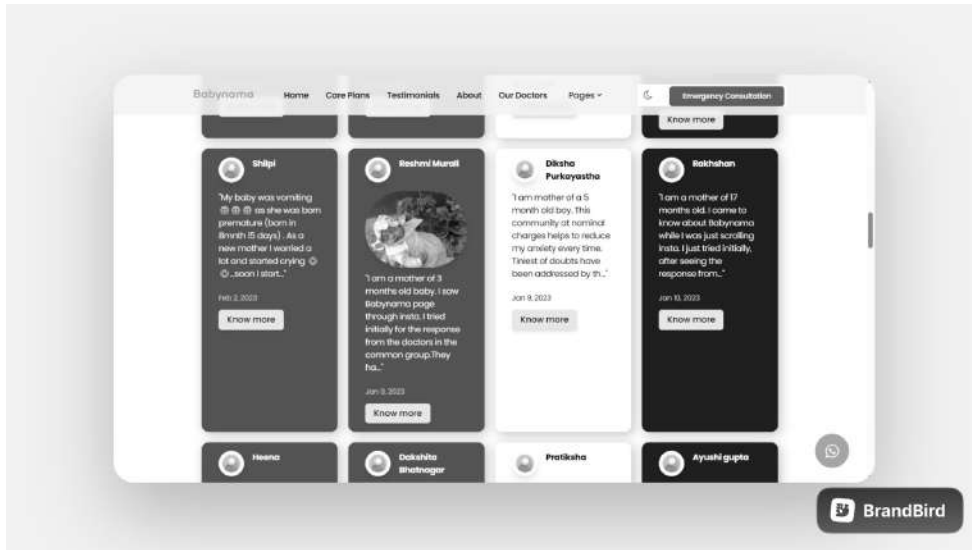 Babynama
Home
Care Plans
Testimonials
About
Our Doctors
Pages
Emergency Consultation
Know more
Shilpi
"My baby was vomiting
as she was born
premature (born in
8mnth 15 days) . As a
new mother I worried a
lot and started crying
...soon I start..."
Feb 2, 2023
Know more
Reshmi Murali
"I am a mother of 3
months old baby. I saw
Babynama page
through insta. I tried
initially for the response
from the doctors in the
common group.They
ha..."
Jan 9, 2023
Know more
Diksha
Purkayastha
"I am mother of a 5
month old boy. This
community at nominal
charges helps to reduce
my anxiety every time.
Tiniest of doubts have
been addressed by th..."
Jan 9, 2023
Know more
Rakhshan
"I am a mother of 17
months old. I came to
know about Babynama
while I was just scrolling
insta. I just tried initially,
after seeing the
response from..."
Jan 10, 2023
Know more
Heena
Dakshita
Bhatnagar
Pratiksha
Ayushi gupta
BrandBird